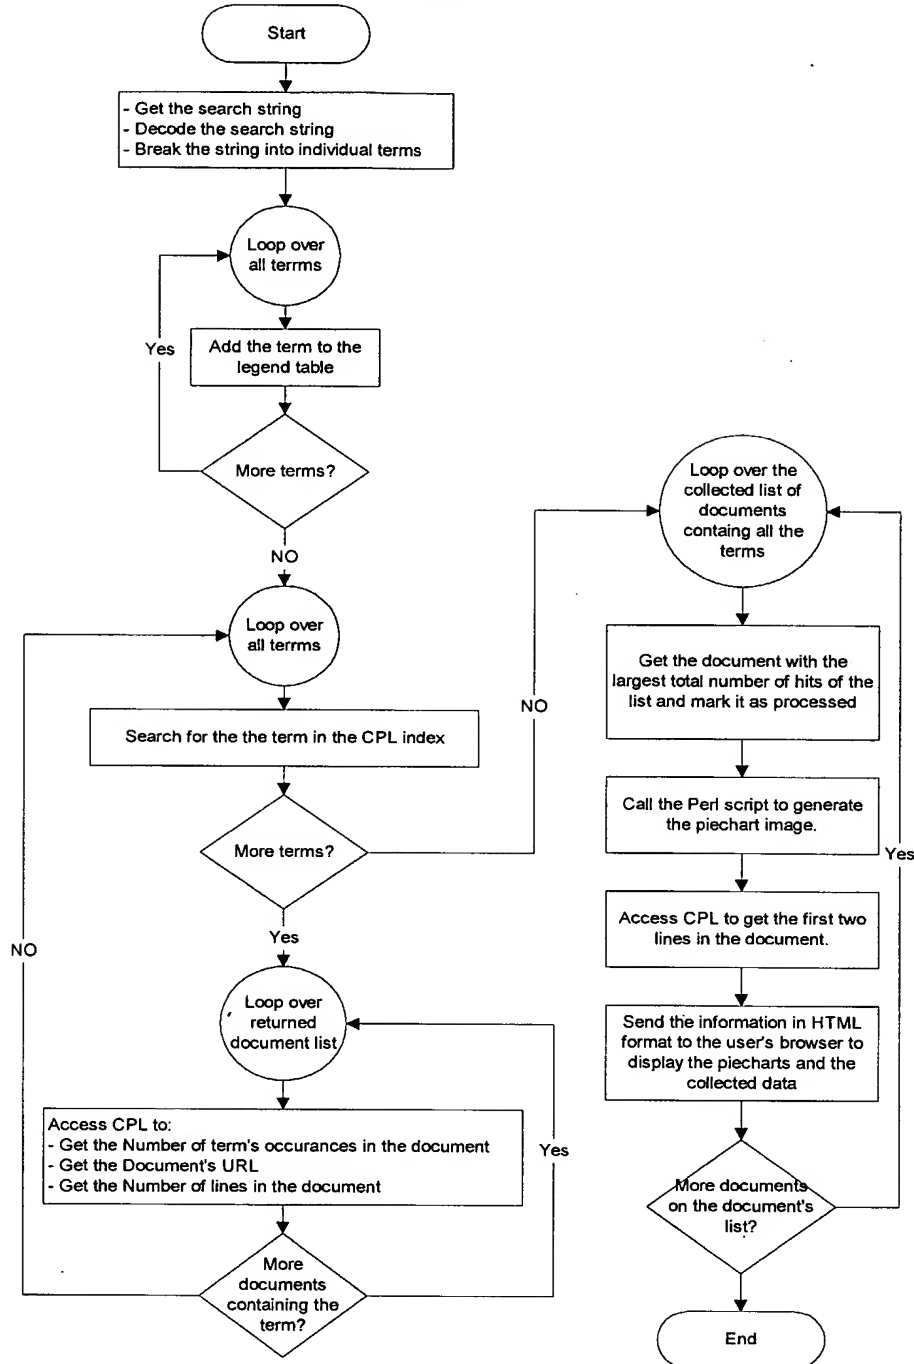 Start
- Get the search string
- Decode the search string
- Break the string into individual terms
Loop over
all terrms
Add the term to the
legend table
Yes
More terms?
NO
Loop over
all terrms
Search for the the term in the CPL index
More terms?
NO
Yes
Loop over
returned
document list
Access CPL to:
- Get the Number of term's occurances in the document
- Get the Document's URL
- Get the Number of lines in the document
Yes
NO
More
documents
containing the
term?
Loop over the
collected list of
documents
containg all the
terms
Get the document with the
largest total number of hits of the
list and mark it as processed
Call the Perl script to generate
the piechart image.
Yes
Access CPL to get the first two
lines in the document.
Send the information in HTML
format to the user's browser to
display the piecharts and the
collected data
More documents
on the document's
list?
End